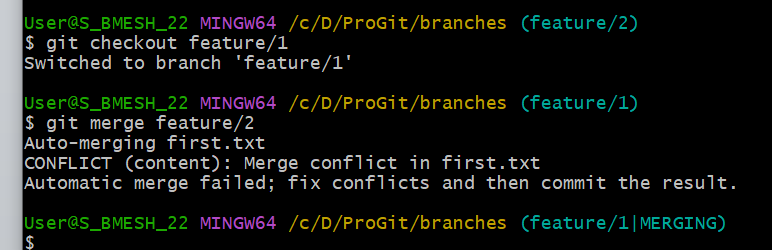 User@S_BMESH_22 MINGW64 /c/D/ProGit/branches (feature/2)
$ git checkout feature/1
Switched to branch 'feature/1'
User@S_BMESH_22 MINGW64 /c/D/ProGit/branches (feature/1)
$ git merge feature/2
Auto-merging first.txt
CONFLICT (content): Merge conflict in first.txt
Automatic merge failed; fix conflicts and then commit the result.
User@S_BMESH_22 MINGW64 /c/D/ProGit/branches (feature/1|MERGING)
$